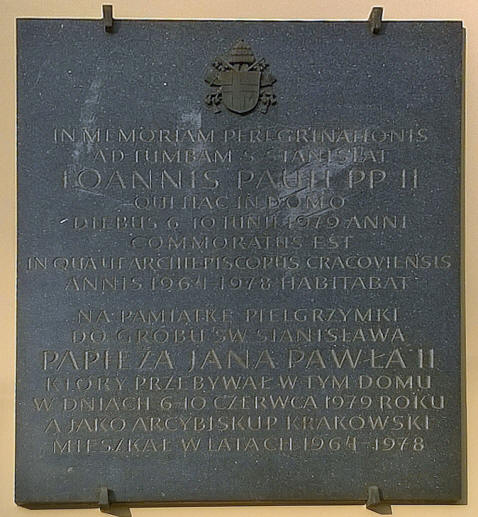 IN MEMORIAM PEREGRINATIONIS
AD TUMBAM S. STANISLAI
IOANNIS PAULI PP II
QUI HAC IN DOMO
DIEBUS 6-10 IUNII 1979 ANNI
COMMORATUS EST
IN QUA UT ARCHIEPISCOPUS CRACOVIENSIS
ANNIS 1964-1978 HABITABAT
NA PAMIĄTKĘ PIELGRZYMKI
DO GROBU ŚW STANISŁAWA
PAPIEŻA JANA PAWŁA II
KTÓRY PRZEBYWAŁ W TYM DOMU
W DNIACH 6-10 CZERWCA 1979 ROKU
A JAKO ARCYBISKUP KRAKOWSKI
MIESZKAŁ W LATACH 1964-1978